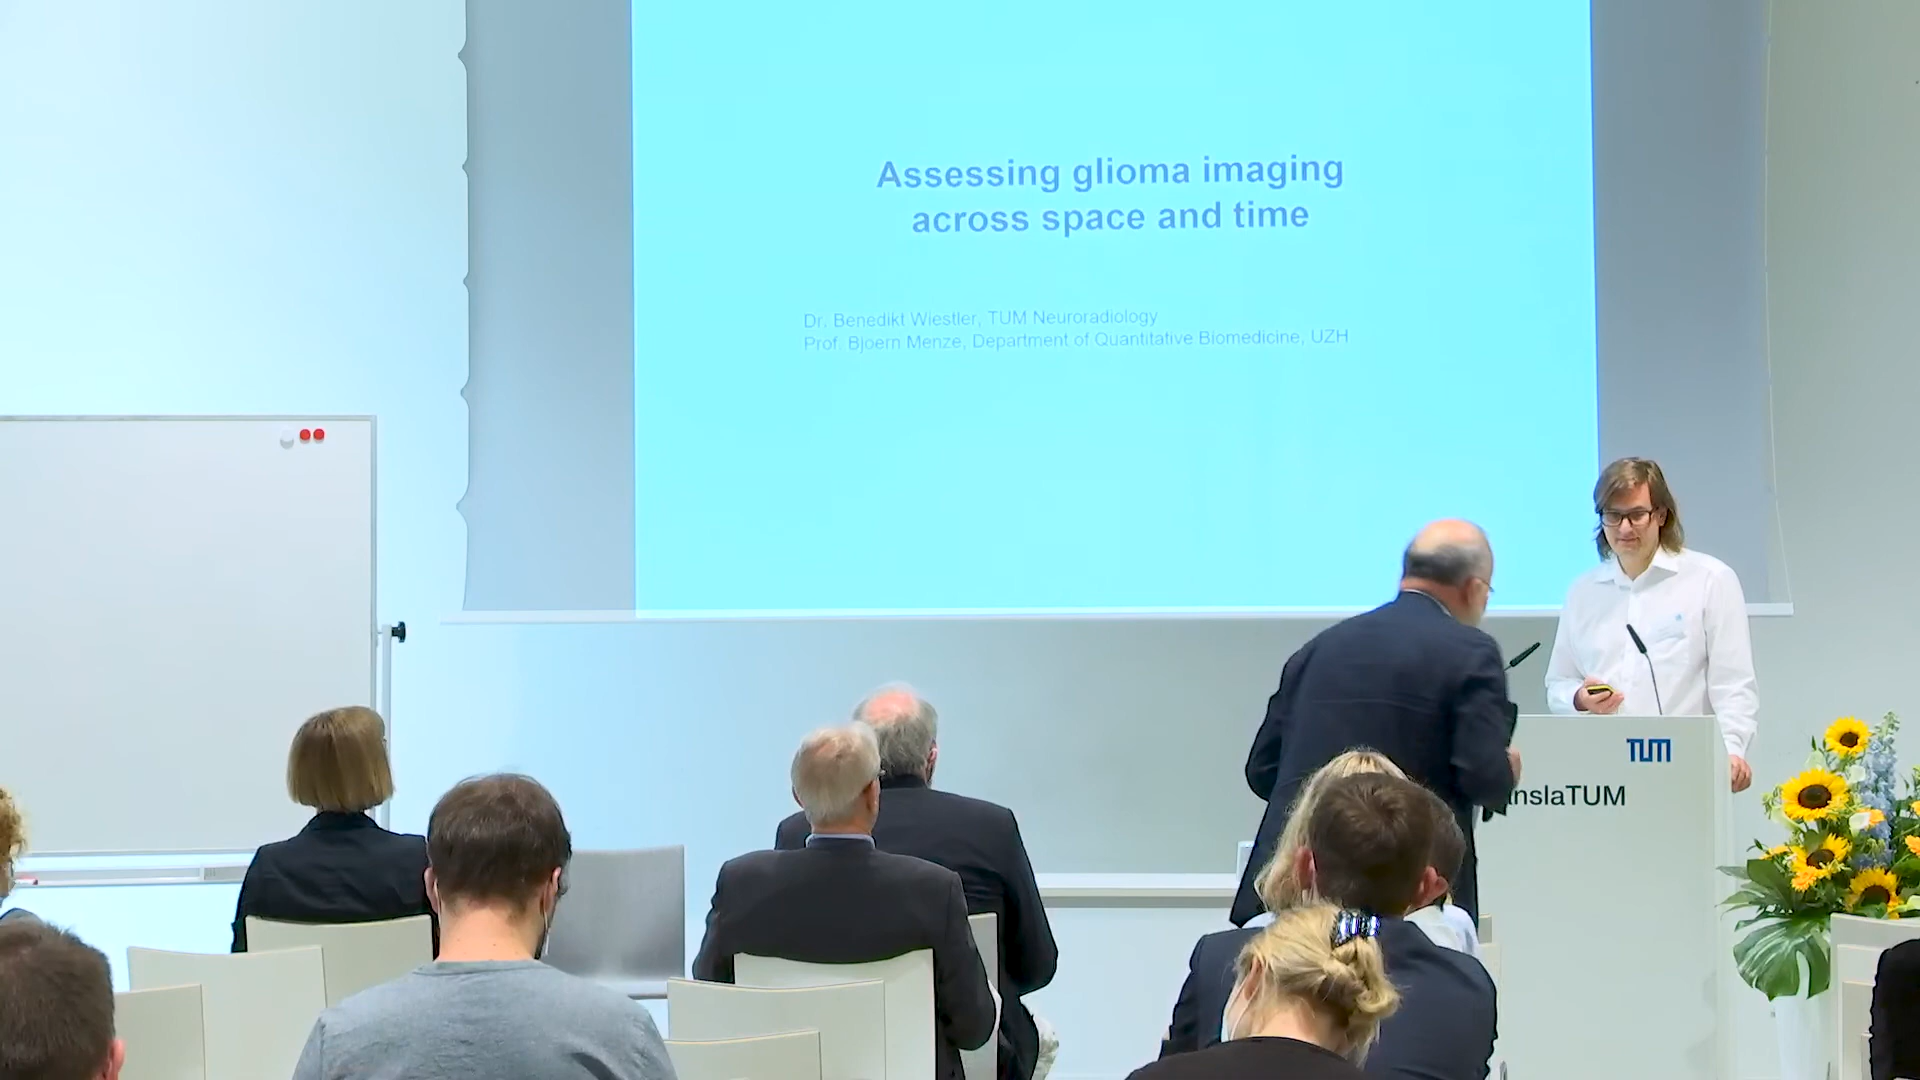 Assessing glioma imaging
across space and time
Dr. Benedikt Wiestler, TUM Neuroradiology
Prof. Bjoern Menze, Department of Quantitative Biomedicine, UZH
TUM
anslaTUM